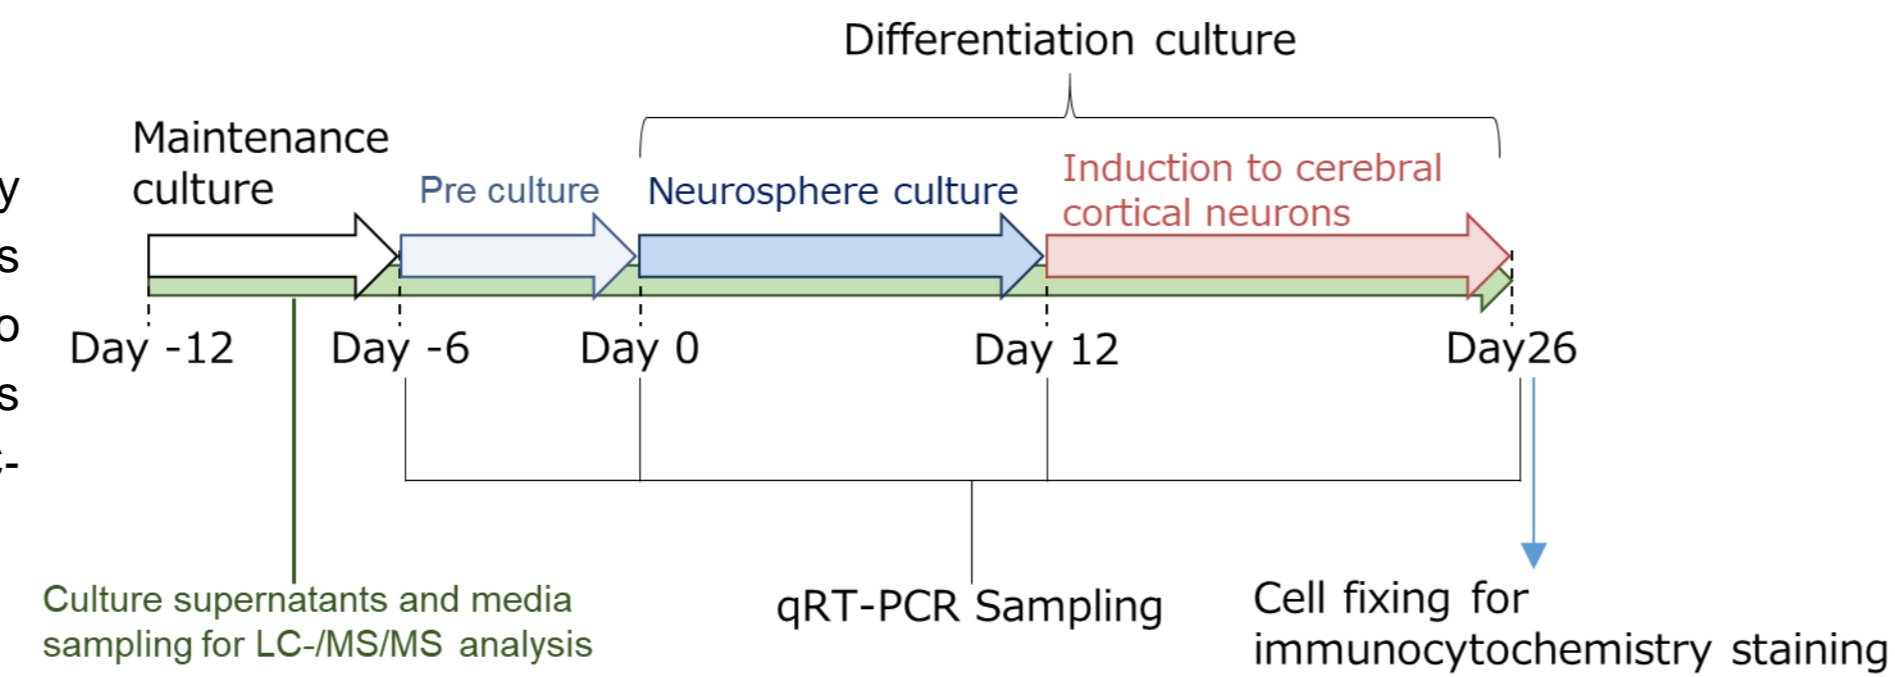 Differentiation culture
Maintenance
culture
Pre culture
Neurosphere culture
Induction to cerebral
cortical neurons
y
s
o
s
Day -12
Day -6
Day 0
Day 12
Day26
Culture supernatants and media
sampling for LC-/MS/MS analysis
qRT-PCR Sampling
Cell fixing for
immunocytochemistry staining